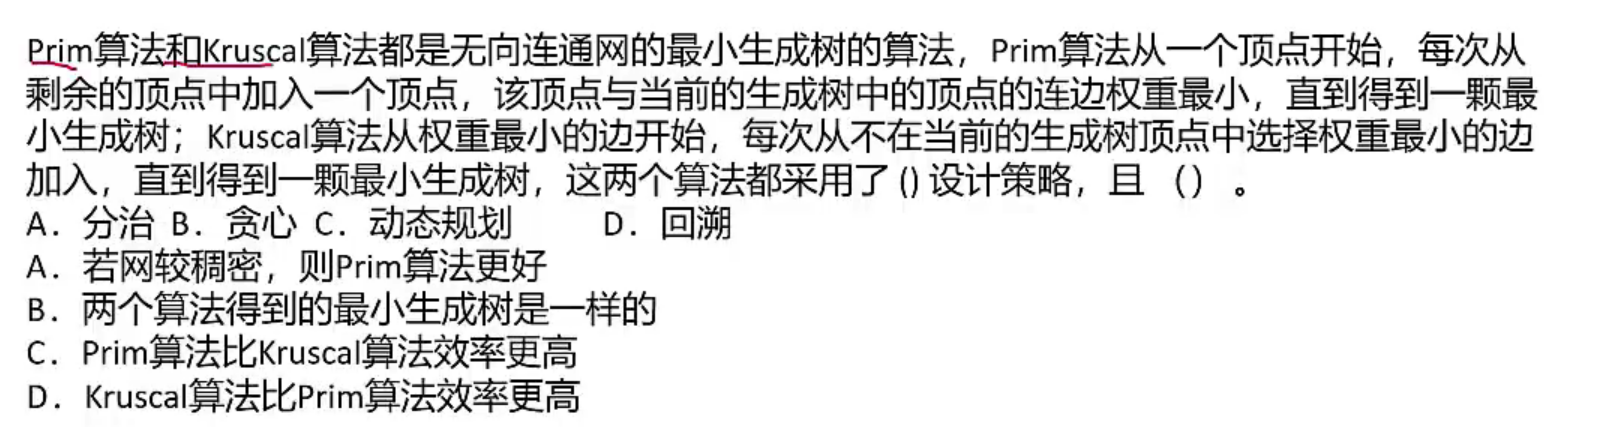 Prim算法和Kruscal算法都是无向连通网的最小生成树的算法，Prim算法从一个顶点开始，每次从
剩余的顶点中加入一个顶点，该顶点与当前的生成树中的顶点的连边权重最小，直到得到一颗最
小生成树；Kruscal算法从权重最小的边开始，每次从不在当前的生成树顶点中选择权重最小的边
加入，直到得到一颗最小生成树，这两个算法都采用了 () 设计策略，且 （） 。
A．分治 B．贪心 C．动态规划 D．回溯
A．若网较稠密，则Prim算法更好
B．两个算法得到的最小生成树是一样的
C．Prim算法比Kruscal算法效率更高
D．Kruscal算法比Prim算法效率更高